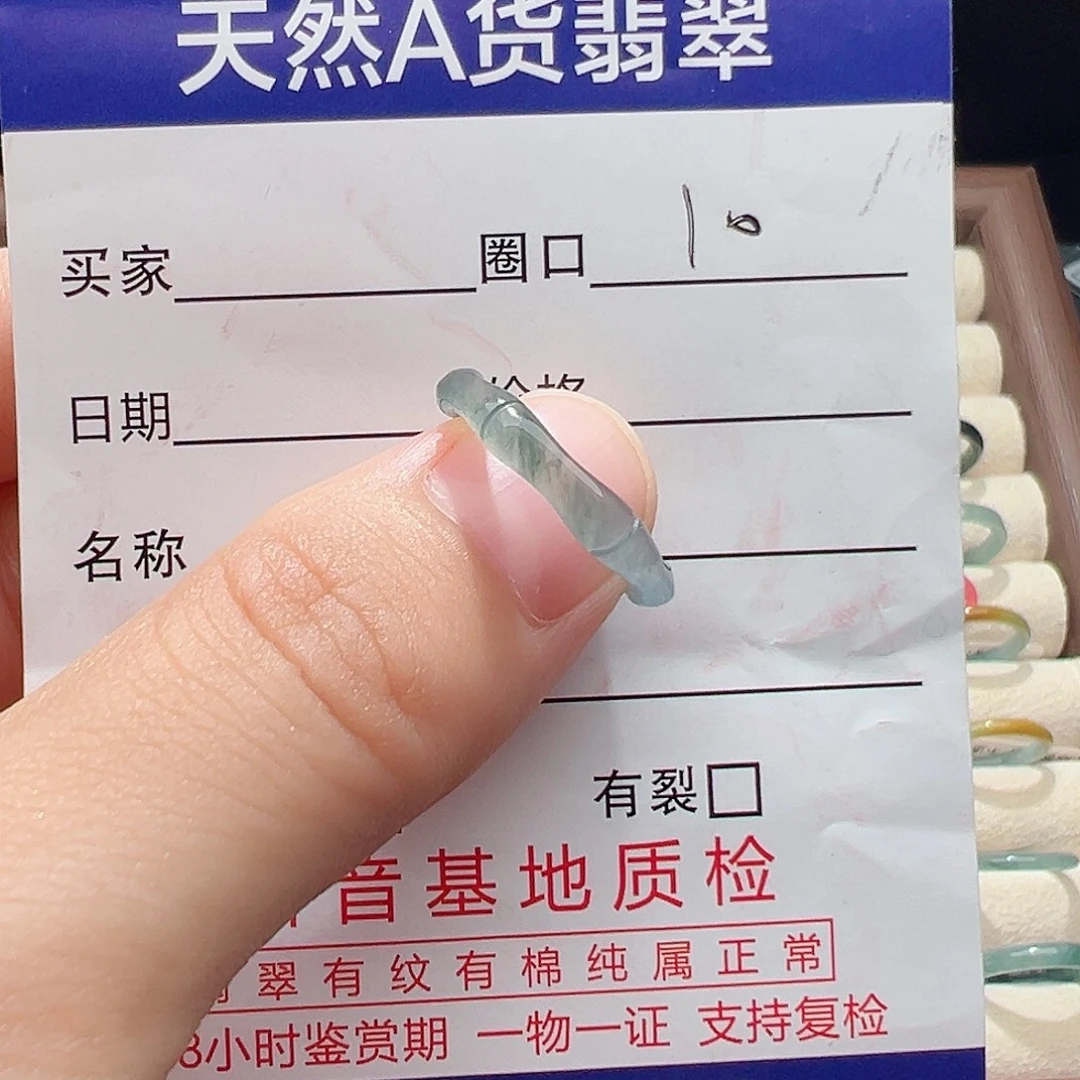 天然A货翡翠
买家 圈口 10
日期 价格
名称
有裂□
音基地质检
翠有纹有棉纯属正常
8小时鉴赏期 一物一证 支持复检